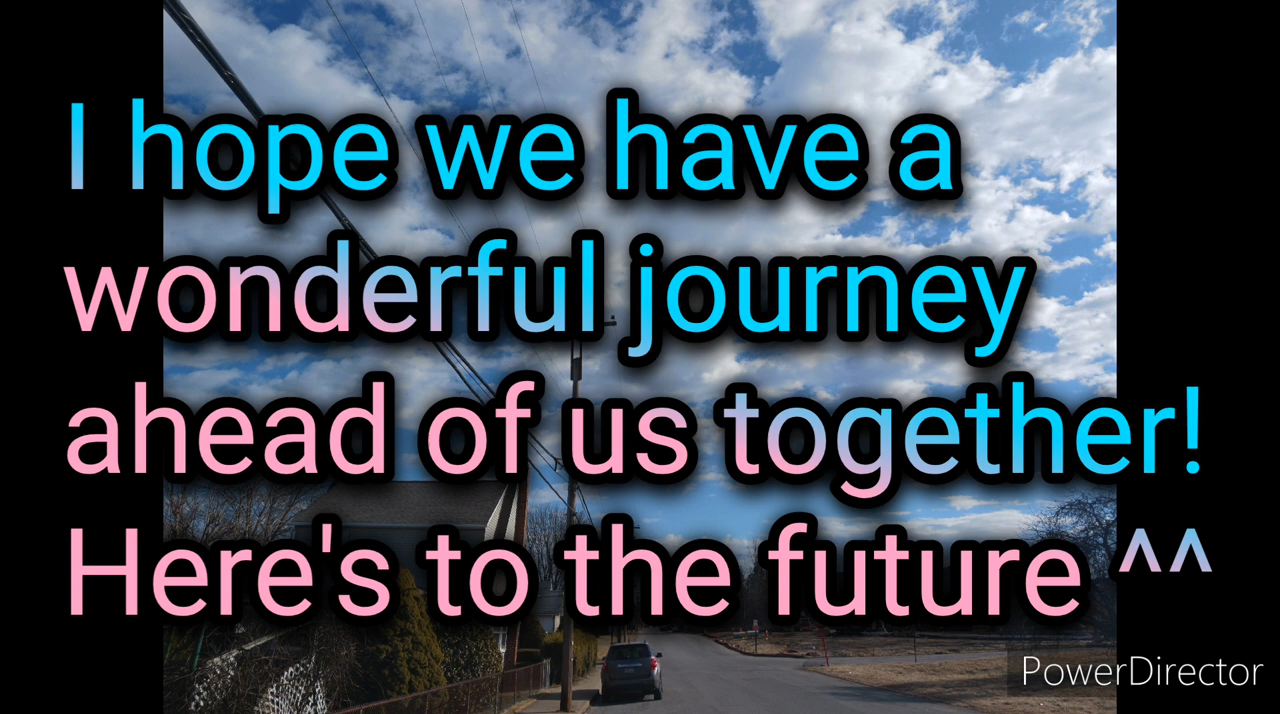 I hope we have a
wonderful journey
ahead of us together!
Here's to the future ^^
PowerDirector